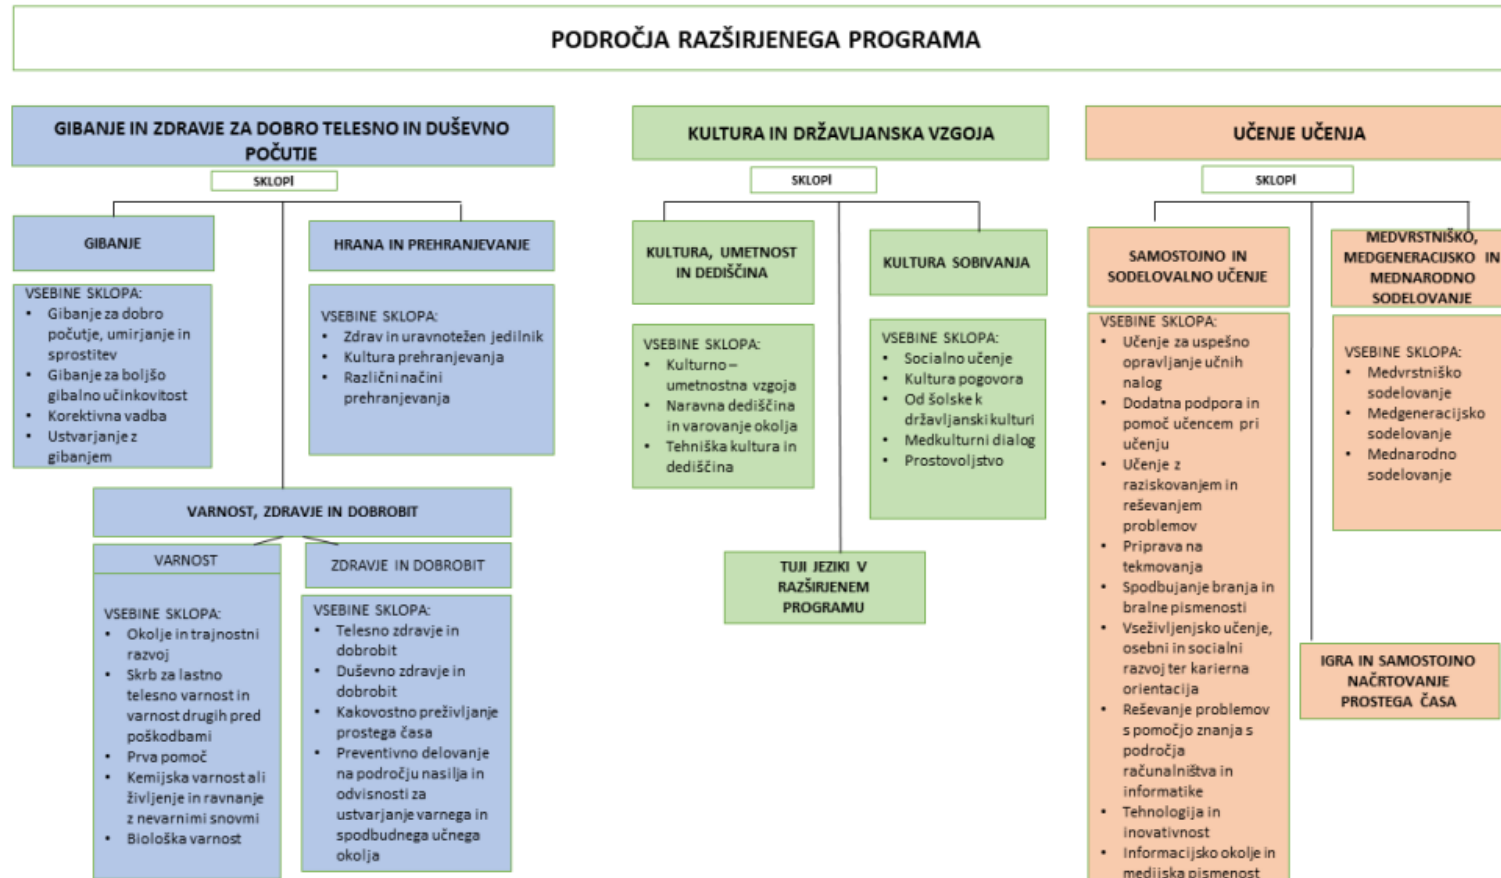 PODROČJA RAZŠIRJENEGA PROGRAMA
GIBANJE IN ZDRAVJE ZA DOBRO TELESNO IN DUŠEVNO
POČUTJE
SKLOPI
GIBANJE
VSEBINE SKLOPA:
• Gibanje za dobro
počutje, umirjanje in
sprostitev
• Gibanje za boljšo
gibalno učinkovitost
• Korektivna vadba
• Ustvarjanje z
gibanjem
HRANA IN PREHRANJEVANJE
VSEBINE SKLOPA:
• Zdrav in uravnotežen jedilnik
• Kultura prehranjevanja
• Različni načini
prehranjevanja
VARNOST, ZDRAVJE IN DOBROBIT
VARNOST
VSEBINE SKLOPA:
• Okolje in trajnostni
razvoj
• Skrb za lastno
telesno varnost in
varnost drugih pred
poškodbami
• Prva pomoč
• Kemijska varnost ali
življenje in ravnanje
z nevarnimi snovmi
• Biološka varnost
ZDRAVJE IN DOBROBIT
VSEBINE SKLOPA:
• Telesno zdravje in
dobrobit
• Duševno zdravje in
dobrobit
• Kakovostno preživljanje
prostega časa
• Preventivno delovanje
na področju nasilja in
odvisnosti za
ustvarjanje varnega in
spodbudnega učnega
okolja
KULTURA IN DRŽAVLJANSKA VZGOJA
SKLOPI
KULTURA, UMETNOST
IN DEDIŠČINA
VSEBINE SKLOPA:
• Kulturno –
umetnostna vzgoja
• Naravna dediščina
in varovanje okolja
• Tehniška kultura in
dediščina
KULTURA SOBIVANJA
VSEBINE SKLOPA:
• Socialno učenje
• Kultura pogovora
• Od šolske k
državljanski kulturi
• Medkulturni dialog
• Prostovoljstvo
TUJI JEZIKI V
RAZŠIRJENEM
PROGRAMU
UČENJE UČENJA
SKLOPI
SAMOSTOJNO IN
SODELOVALNO UČENJE
VSEBINE SKLOPA:
• Učenje za uspešno
opravljanje učnih
nalog
• Dodatna podpora in
pomoč učencem pri
učenju
• Učenje z
raziskovanjem in
reševanjem
problemov
• Priprava na
tekmovanja
• Spodbujanje branja in
bralne pismenosti
• Vseživljenjsko učenje,
osebni in socialni
razvoj ter karierna
orientacija
• Reševanje problemov
s pomočjo znanja s
področja
računalništva in
informatike
• Tehnologija in
inovativnost
• Informacijsko okolje in
medijska pismenost
MEDVRSTNIŠKO,
MEDGENERACIJSKO IN
MEDNARODNO
SODELOVANJE
VSEBINE SKLOPA:
• Medvrstniško
sodelovanje
• Medgeneracijsko
sodelovanje
• Mednarodno
sodelovanje
IGRA IN SAMOSTOJNO
NAČRTOVANJE
PROSTEGA ČASA